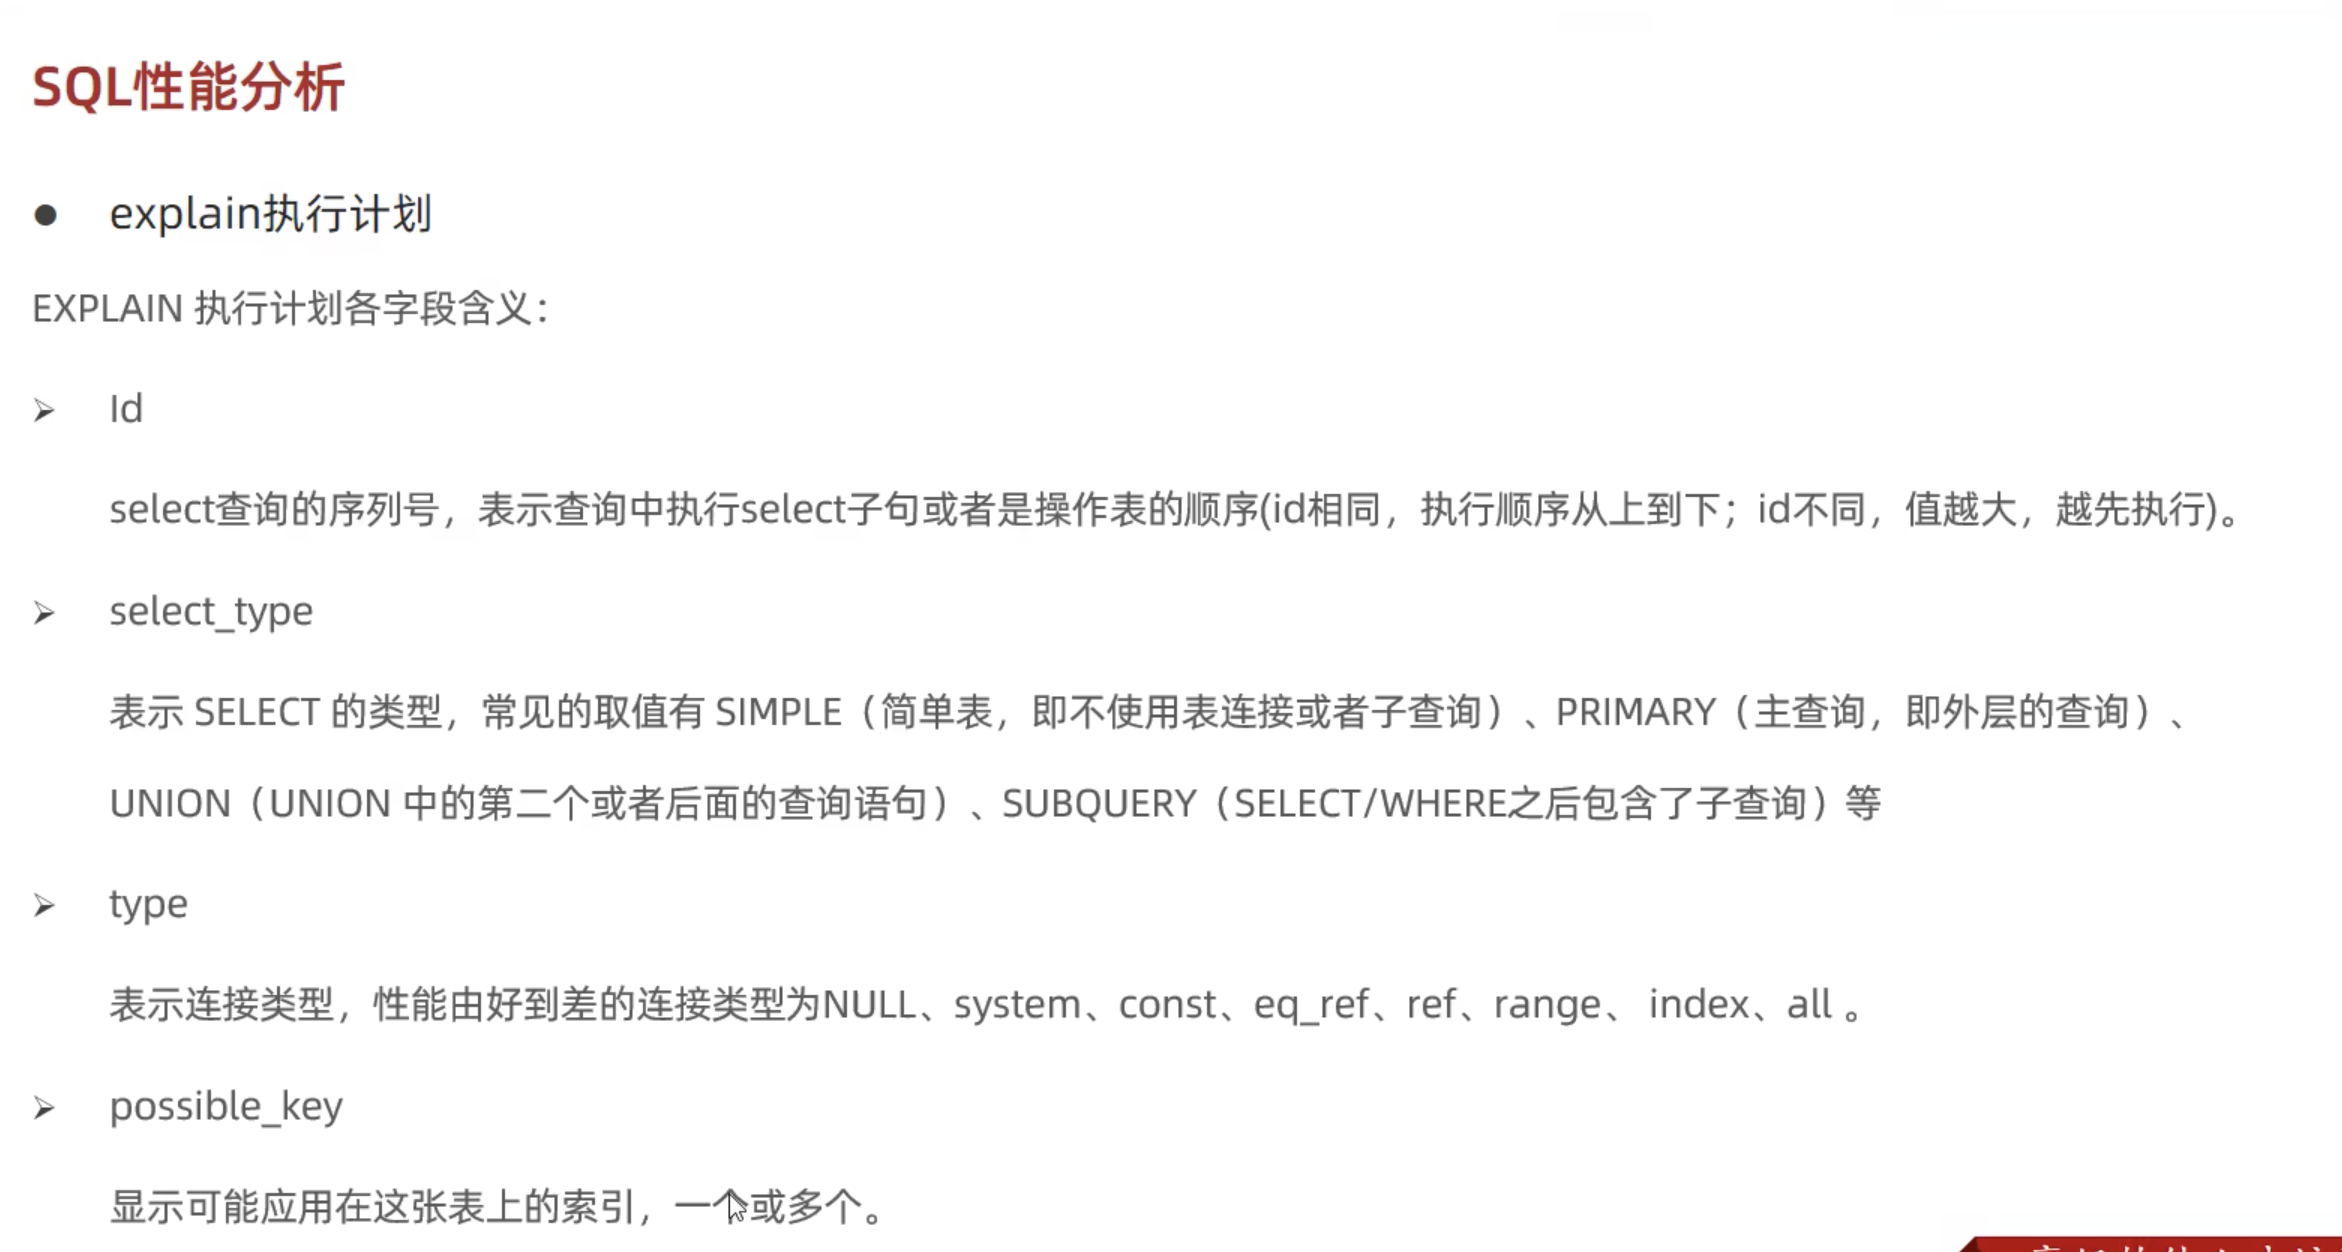 SQL性能分析
explain执行计划
EXPLAIN 执行计划各字段含义：
Id
select查询的序列号，表示查询中执行select子句或者是操作表的顺序(id相同，执行顺序从上到下；id不同，值越大，越先执行)。
select_type
表示 SELECT 的类型，常见的取值有 SIMPLE（简单表，即不使用表连接或者子查询）、PRIMARY（主查询，即外层的查询）、
UNION（UNION 中的第二个或者后面的查询语句）、SUBQUERY（SELECT/WHERE之后包含了子查询）等
type
表示连接类型，性能由好到差的连接类型为NULL、system、const、eq_ref、ref、range、 index、all 。
possible_key
显示可能应用在这张表上的索引，一个或多个。